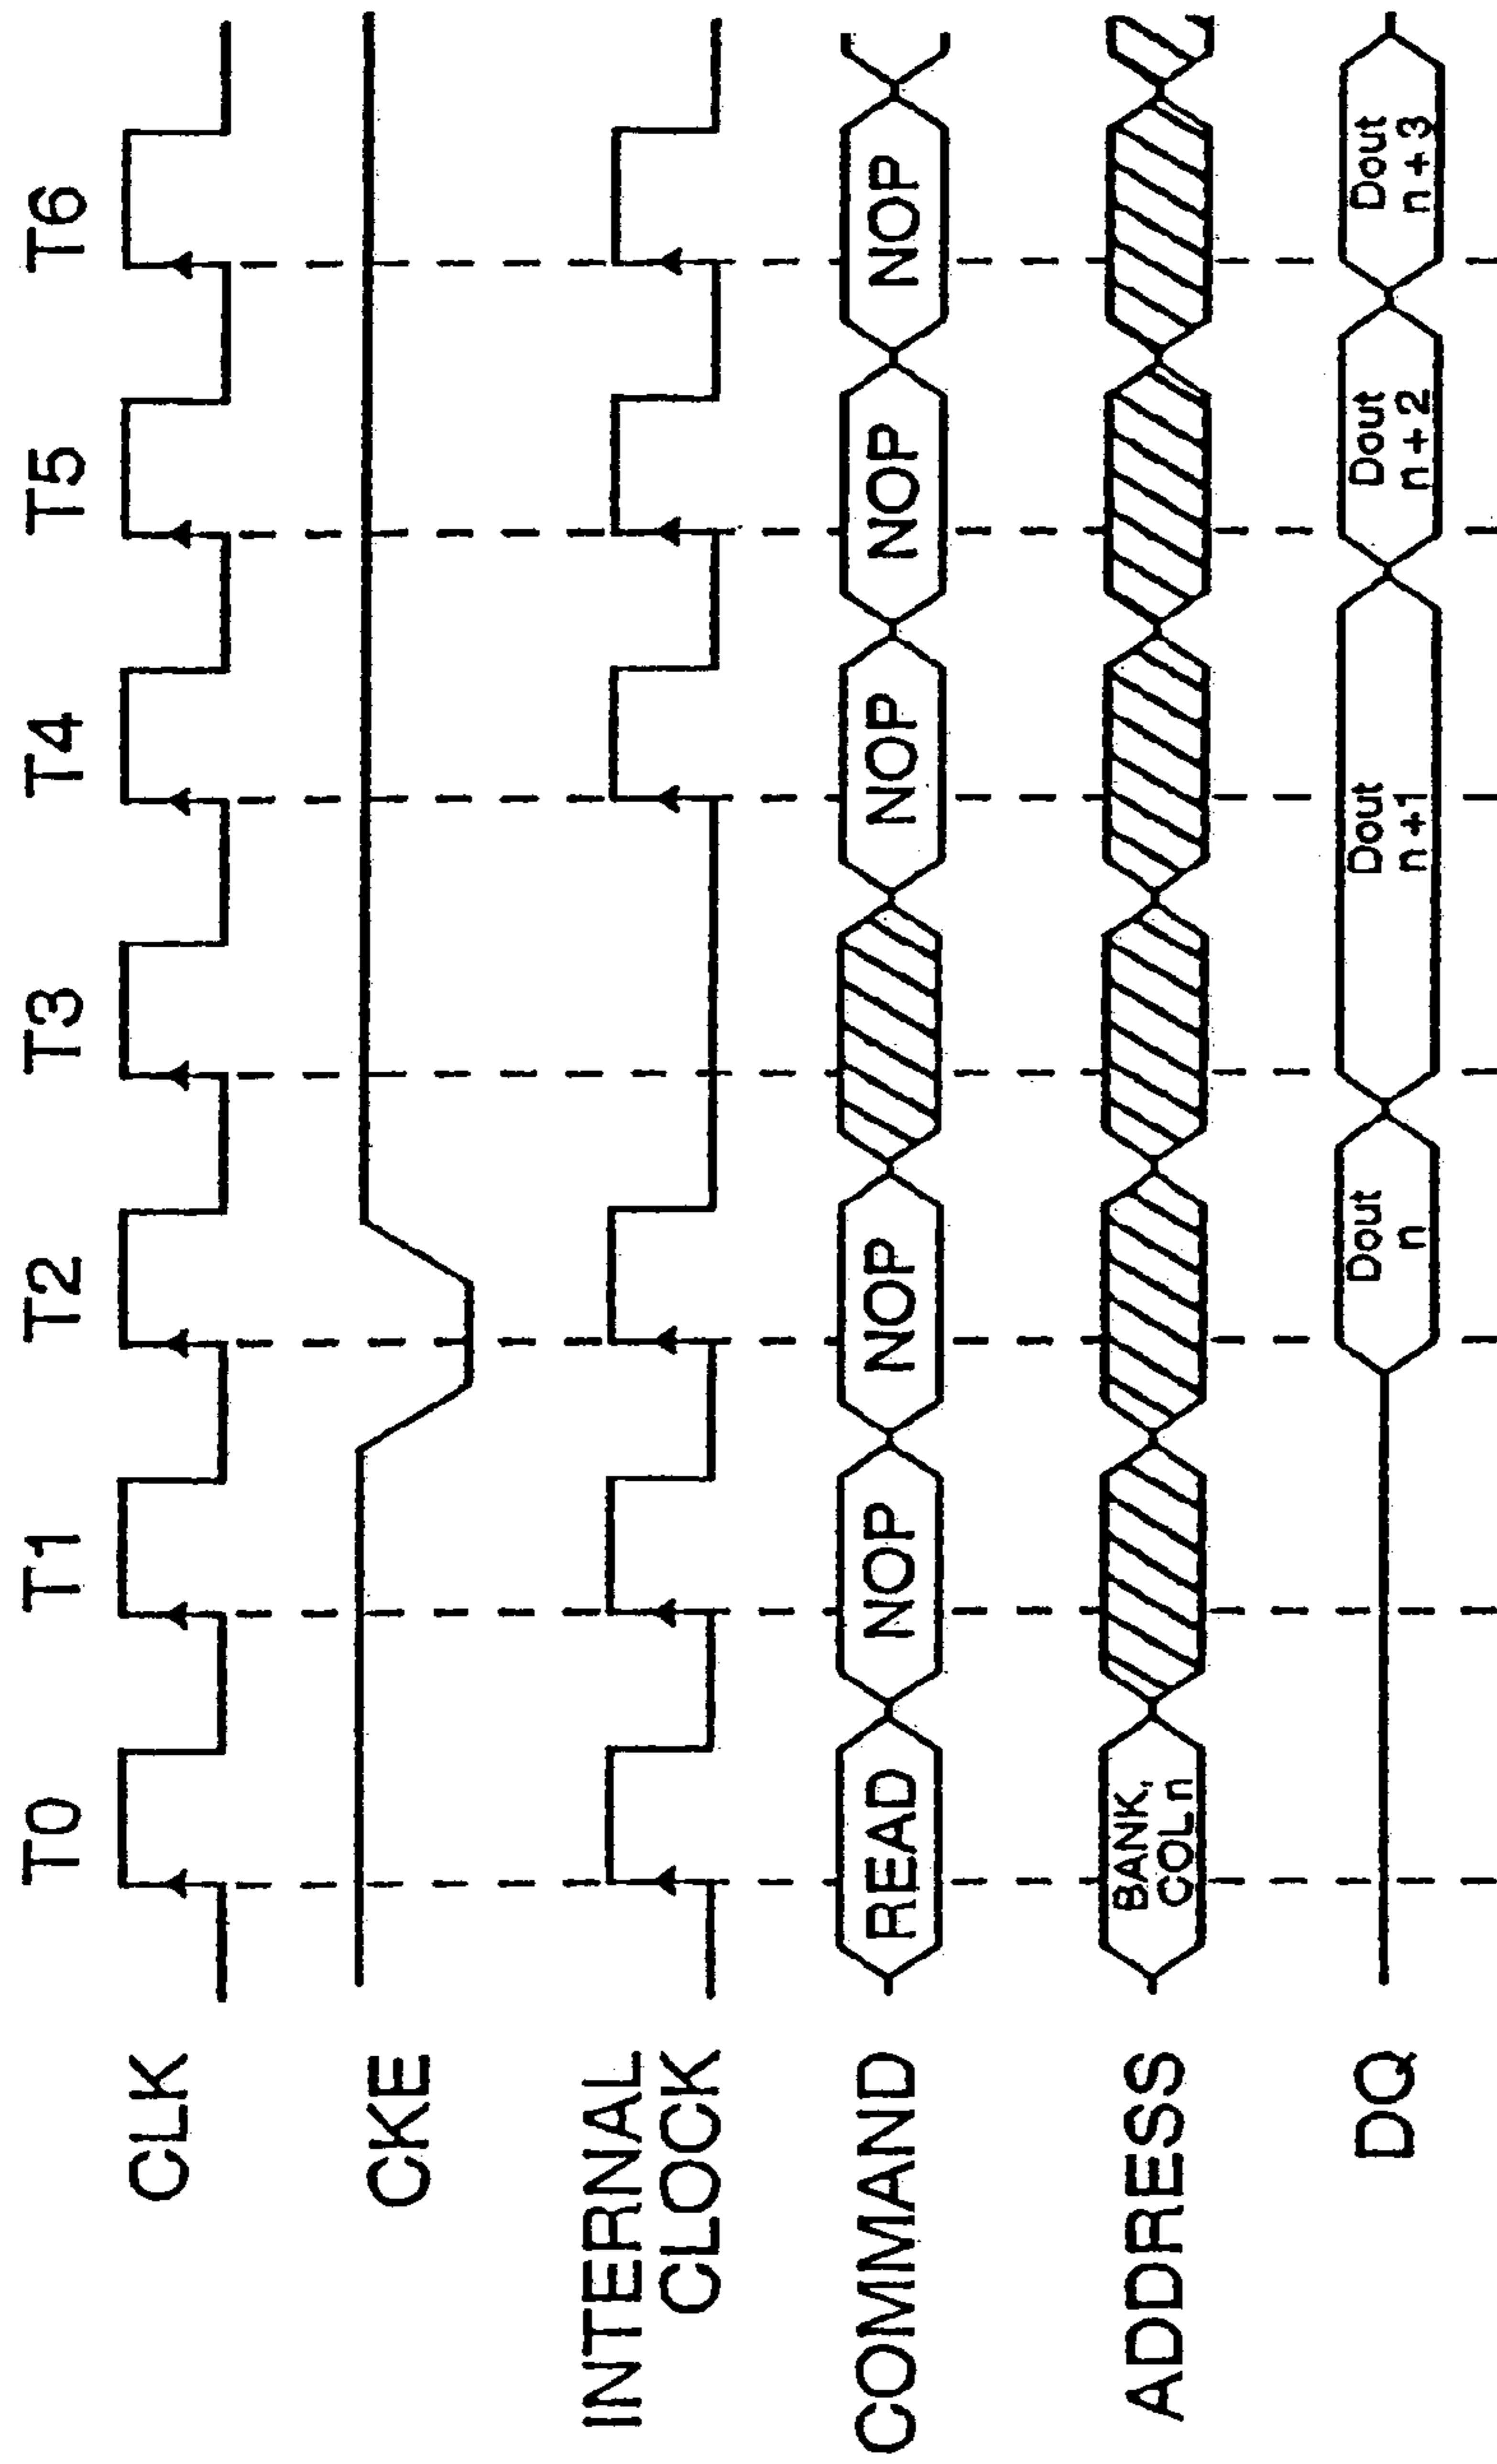 T0 T1 T2 T3 T4 T5 T6
CLK
CKE
INTERNAL
CLOCK
COMMAND
READ NOP NOP NOP NOP NOP
ADDRESS
BANK,
COL n
DQ
Dout
n
Dout
n+1
Dout
n+2
Dout
n+3